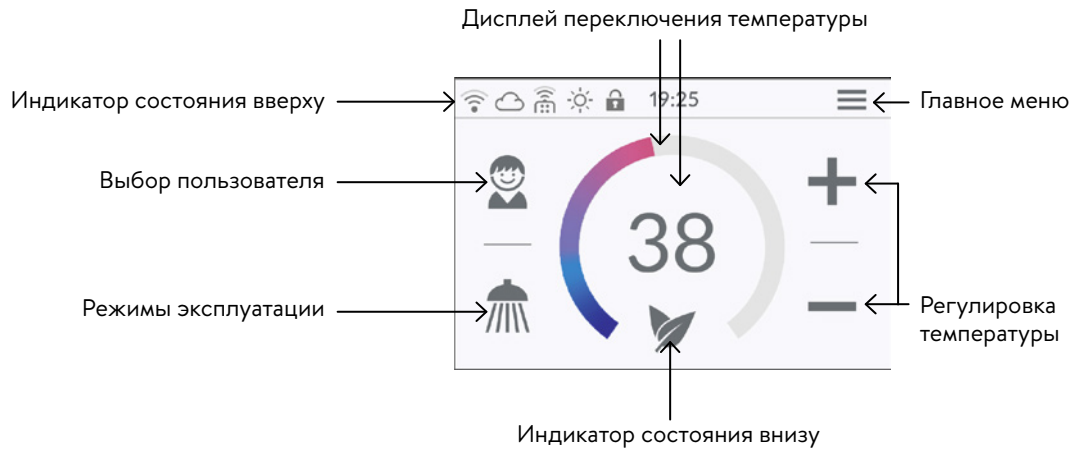 Дисплей переключения температуры
Индикатор состояния вверху
19:25
Главное меню
Выбор пользователя
38
Режимы эксплуатации
Регулировка
температуры
Индикатор состояния внизу